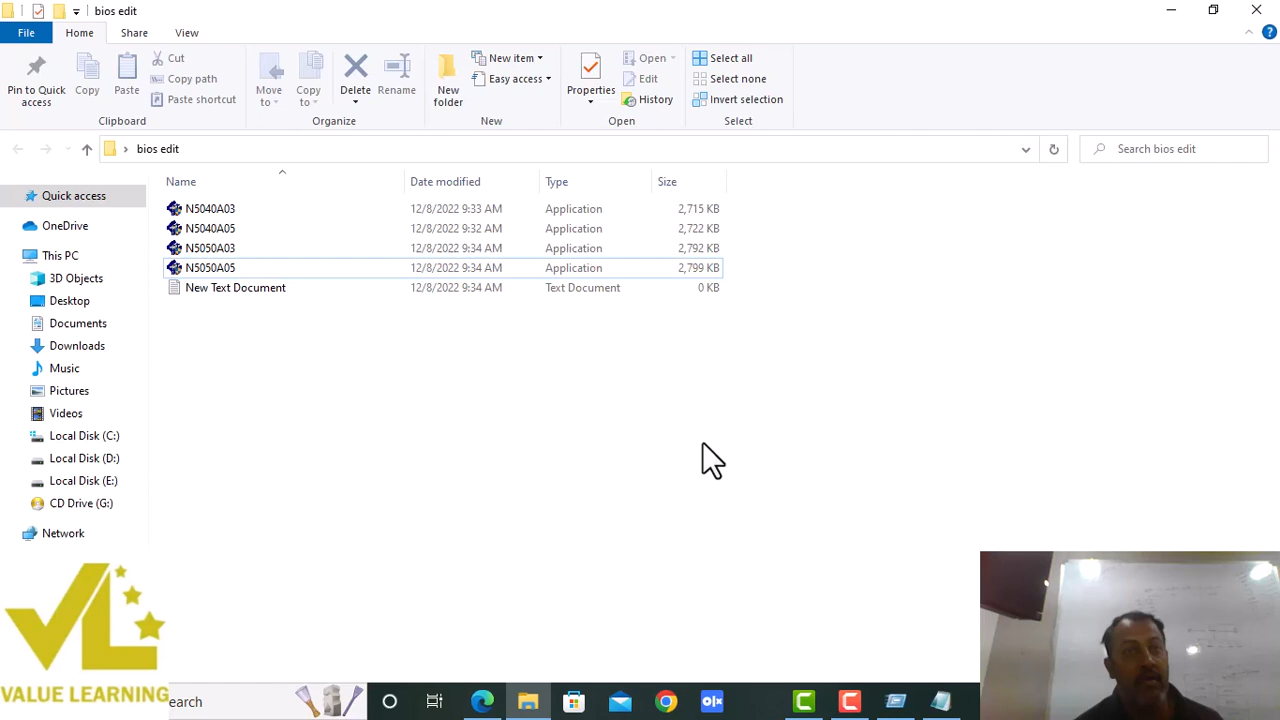 bios edit
File Home Share View
Pin to Quick access
Copy
Paste
Cut
Copy path
Paste shortcut
Clipboard
Move to
Copy to
Delete
Rename
Organize
New folder
New item
Easy access
New
Properties
Open
Edit
History
Open
Select all
Select none
Invert selection
Select
bios edit
Search bios edit
Name Date modified Type Size
N5040A03 12/8/2022 9:33 AM Application 2,715 KB
N5040A05 12/8/2022 9:32 AM Application 2,722 KB
N5050A03 12/8/2022 9:34 AM Application 2,792 KB
N5050A05 12/8/2022 9:34 AM Application 2,799 KB
New Text Document 12/8/2022 9:34 AM Text Document 0 KB
Quick access
OneDrive
This PC
3D Objects
Desktop
Documents
Downloads
Music
Pictures
Videos
Local Disk (C:)
Local Disk (D:)
Local Disk (E:)
CD Drive (G:)
Network
VL
VALUE LEARNING
earch
olx